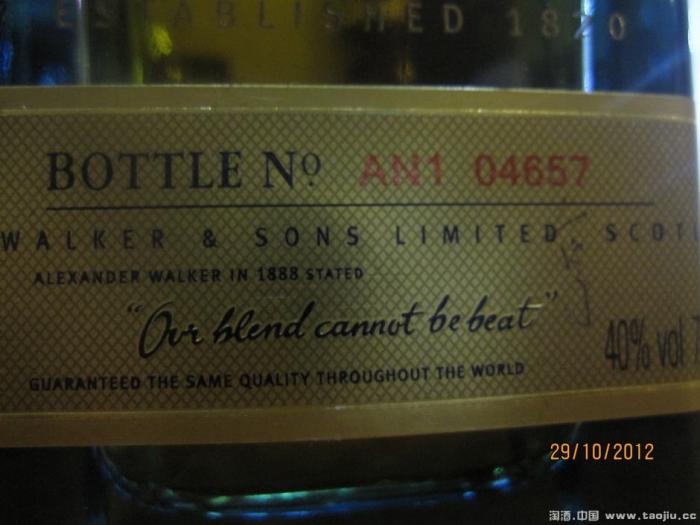 ESTABLISHED 1820
BOTTLE No AN1 04657
WALKER & SONS LIMITED SCOT
ALEXANDER WALKER IN 1888 STATED
"Our blend cannot be beat"
40% vol 7
GUARANTEED THE SAME QUALITY THROUGHOUT THE WORLD
29/10/2012
淘酒.中国 www.taojiu.cc